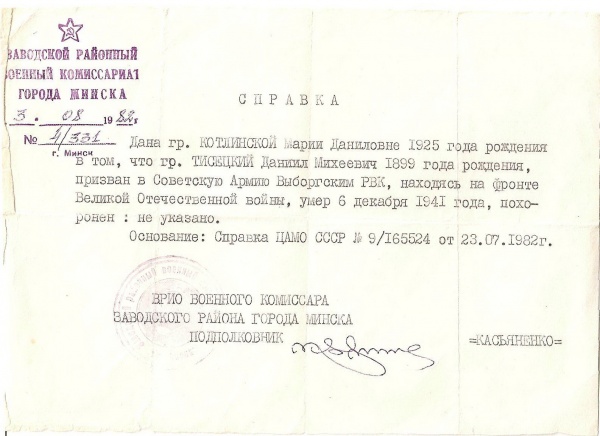 ЗАВОДСКОЙ РАЙОННЫЙ
ВОЕННЫЙ КОМИССАРИАТ
ГОРОДА МИНСКА
3. 08 1982г.
№ 4/331
г. Минск
СПРАВКА
Дана гр. КОТЛИНСКОЙ Марии Даниловне 1925 года рождения
в том, что гр. ТИСЕЦКИЙ Даниил Михеевич 1899 года рождения,
призван в Советскую Армию Выборгским РВК, находясь на фронте
Великой Отечественной войны, умер 6 декабря 1941 года, похо-
ронен : не указано.
Основание: Справка ЦАМО СССР № 9/165524 от 23.07.1982г.
ВРИО ВОЕННОГО КОМИССАРА
ЗАВОДСКОГО РАЙОНА ГОРОДА МИНСКА
ПОДПОЛКОВНИК
=КАСЬЯНЕНКО=